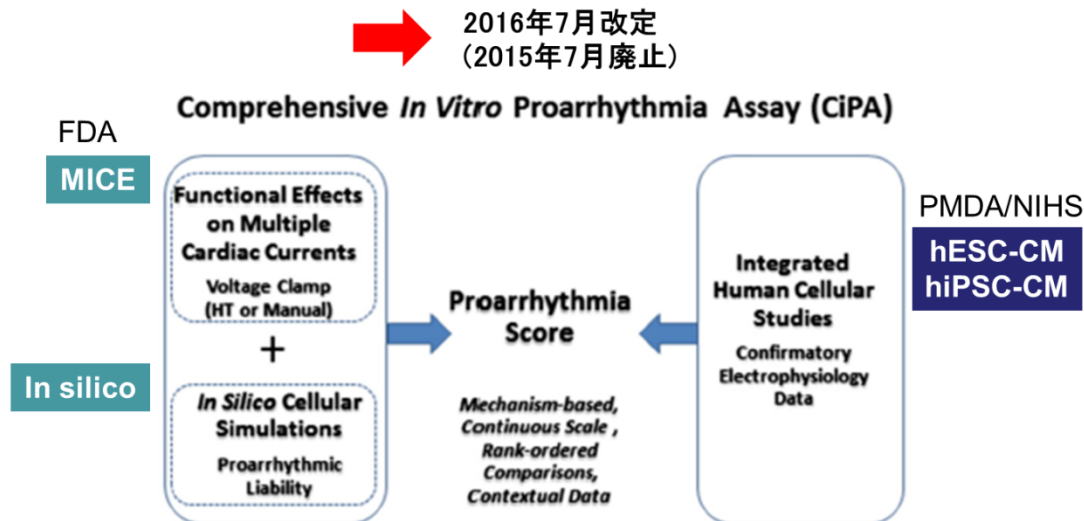 2016年7月改定
(2015年7月廃止)
Comprehensive In Vitro Proarrhythmia Assay (CiPA)
FDA
MICE
Functional Effects
on Multiple
Cardiac Currents
Voltage Clamp
(HT or Manual)
+
In silico
In Silico Cellular
Simulations
Proarrhythmic
Liability
Proarrhythmia
Score
Mechanism-based,
Continuous Scale ,
Rank-ordered
Comparisons,
Contextual Data
Integrated
Human Cellular
Studies
Confirmatory
Electrophysiology
Data
PMDA/NIHS
hESC-CM
hiPSC-CM